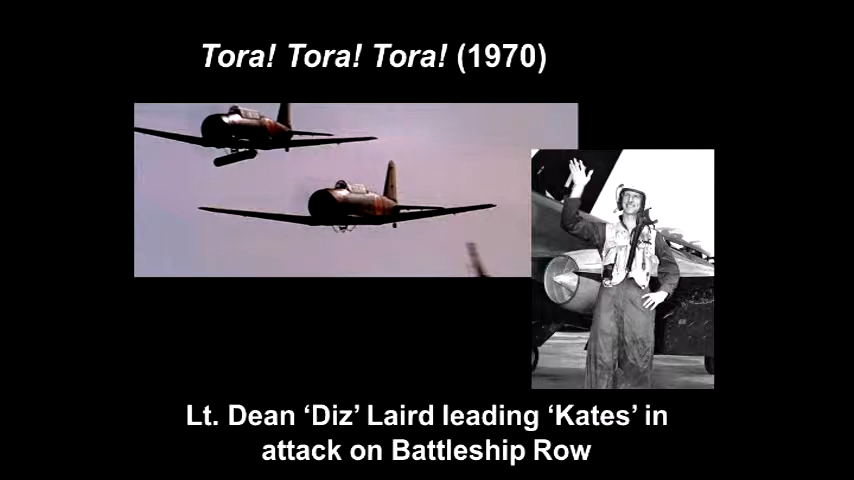 Tora! Tora! Tora! (1970)
Lt. Dean ‘Diz’ Laird leading ‘Kates’ in
attack on Battleship Row